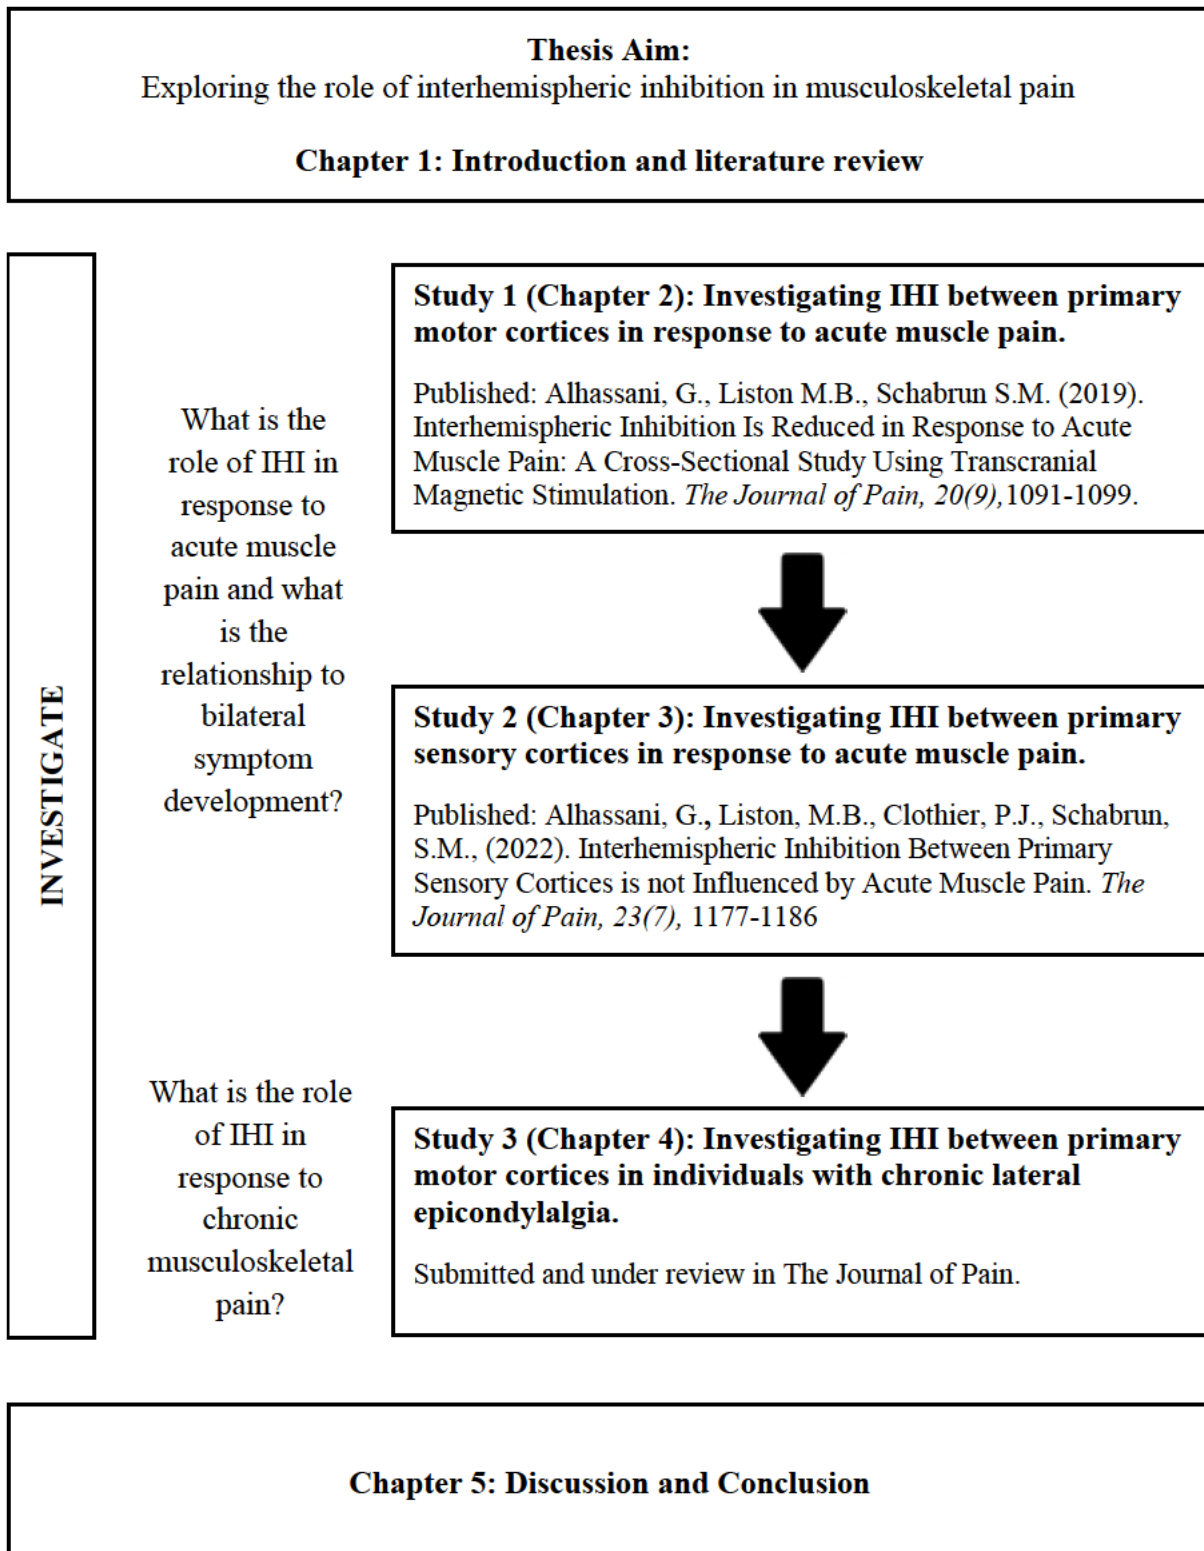 Thesis Aim:
Exploring the role of interhemispheric inhibition in musculoskeletal pain
Chapter 1: Introduction and literature review
INVESTIGATE
What is the
role of IHI in
response to
acute muscle
pain and what
is the
relationship to
bilateral
symptom
development?
Study 1 (Chapter 2): Investigating IHI between primary
motor cortices in response to acute muscle pain.
Published: Alhassani, G., Liston M.B., Schabrun S.M. (2019).
Interhemispheric Inhibition Is Reduced in Response to Acute
Muscle Pain: A Cross-Sectional Study Using Transcranial
Magnetic Stimulation. The Journal of Pain, 20(9),1091-1099.
Study 2 (Chapter 3): Investigating IHI between primary
sensory cortices in response to acute muscle pain.
Published: Alhassani, G., Liston, M.B., Clothier, P.J., Schabrun,
S.M., (2022). Interhemispheric Inhibition Between Primary
Sensory Cortices is not Influenced by Acute Muscle Pain. The
Journal of Pain, 23(7), 1177-1186
What is the role
of IHI in
response to
chronic
musculoskeletal
pain?
Study 3 (Chapter 4): Investigating IHI between primary
motor cortices in individuals with chronic lateral
epicondylalgia.
Submitted and under review in The Journal of Pain.
Chapter 5: Discussion and Conclusion